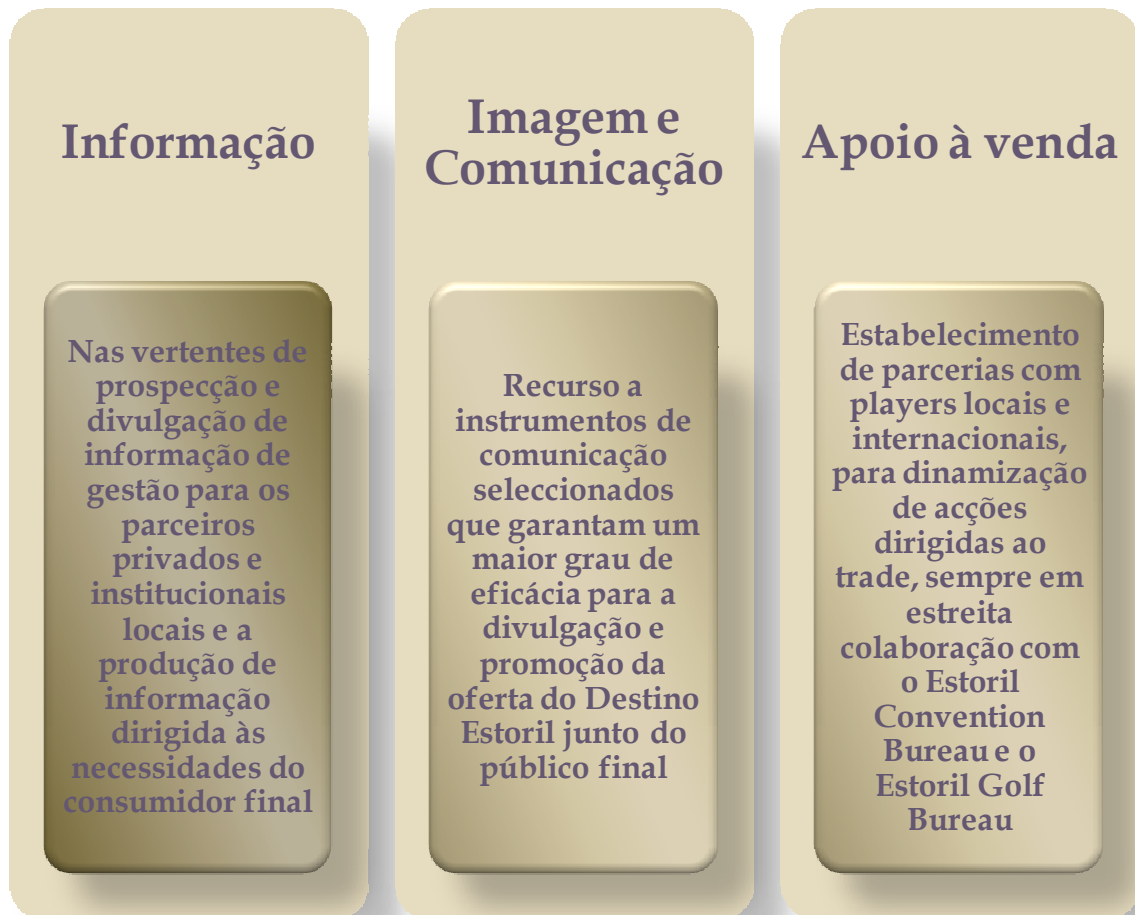 Informação
Nas vertentes de
prospecção e
divulgação de
informação de
gestão para os
parceiros
privados e
institucionais
locais e a
produção de
informação
dirigida às
necessidades do
consumidor final
Imagem e
Comunicação
Recurso a
instrumentos de
comunicação
seleccionados
que garantam um
maior grau de
eficácia para a
divulgação e
promoção da
oferta do Destino
Estoril junto do
público final
Apoio à venda
Estabelecimento
de parcerias com
players locais e
internacionais,
para dinamização
de acções
dirigidas ao
trade, sempre em
estreita
colaboração com
o Estoril
Convention
Bureau e o
Estoril Golf
Bureau